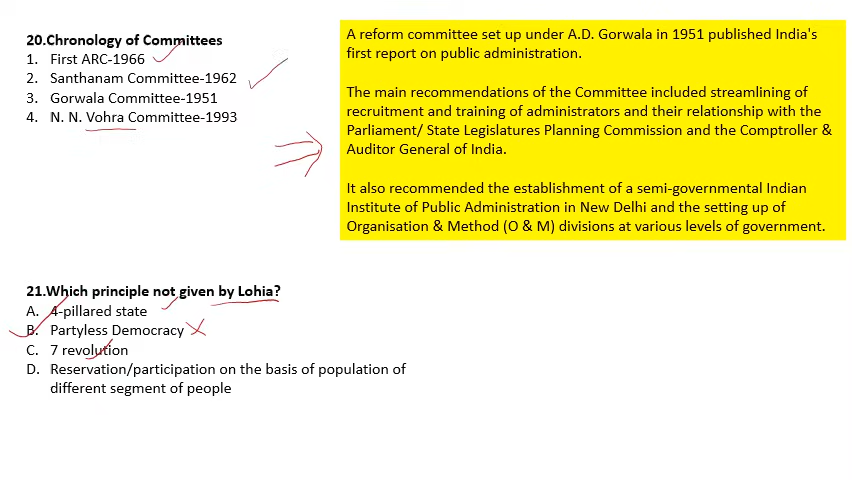 20.Chronology of Committees
1. First ARC-1966
2. Santhanam Committee-1962
3. Gorwala Committee-1951
4. N. N. Vohra Committee-1993
A reform committee set up under A.D. Gorwala in 1951 published India's
first report on public administration.
The main recommendations of the Committee included streamlining of
recruitment and training of administrators and their relationship with the
Parliament/ State Legislatures Planning Commission and the Comptroller &
Auditor General of India.
It also recommended the establishment of a semi-governmental Indian
Institute of Public Administration in New Delhi and the setting up of
Organisation & Method (O & M) divisions at various levels of government.
21.Which principle not given by Lohia?
A. 4-pillared state
B. Partyless Democracy
C. 7 revolution
D. Reservation/participation on the basis of population of
different segment of people